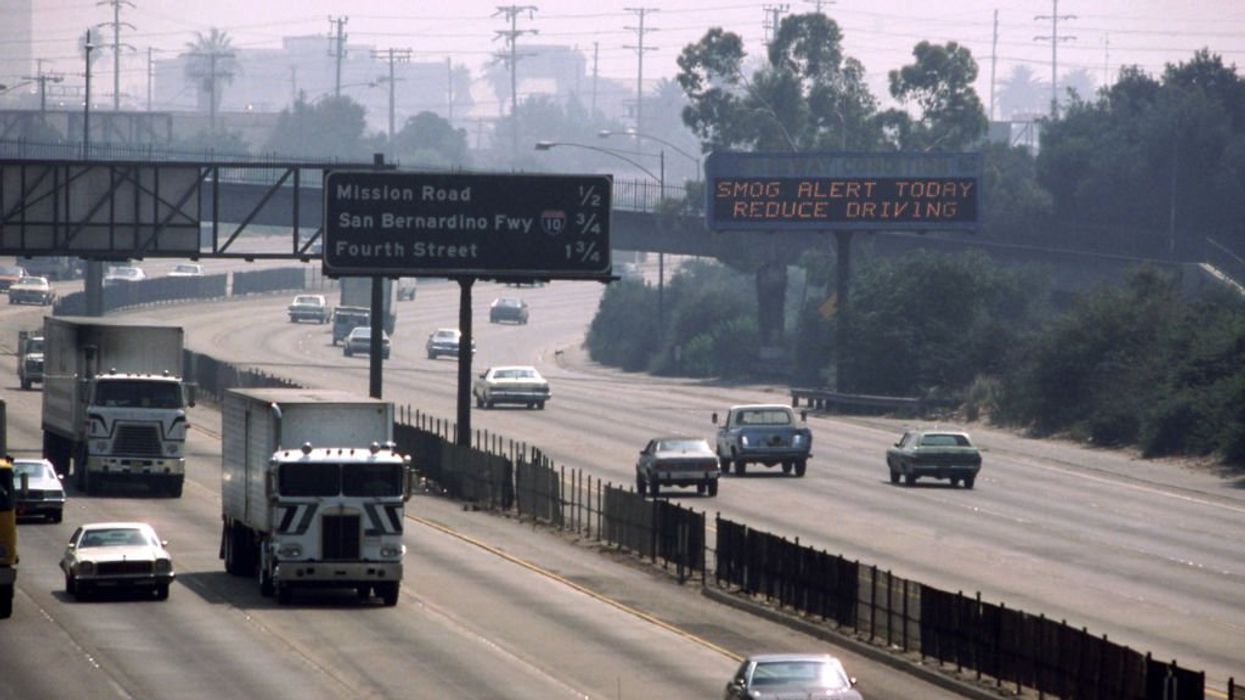 Mission Road 1/2
San Bernardino Fwy 10 3/4
Fourth Street 1 3/4
SMOG ALERT TODAY
REDUCE DRIVING